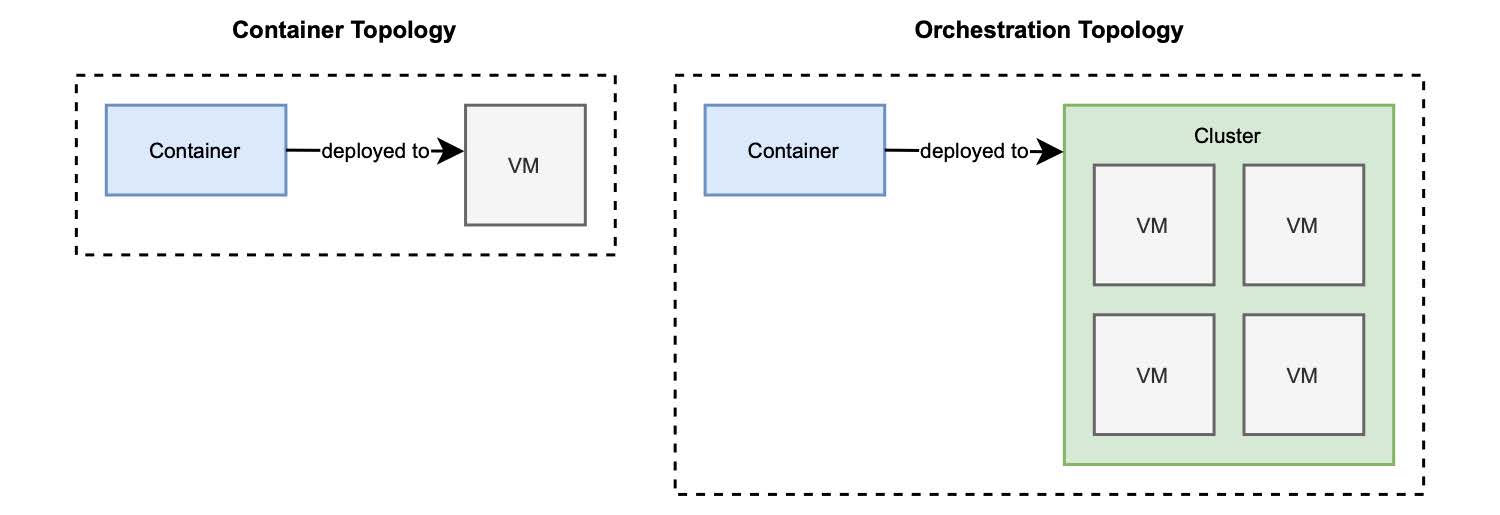 Container Topology
Container
deployed to
VM
Orchestration Topology
Container
deployed to
Cluster
VM
VM
VM
VM